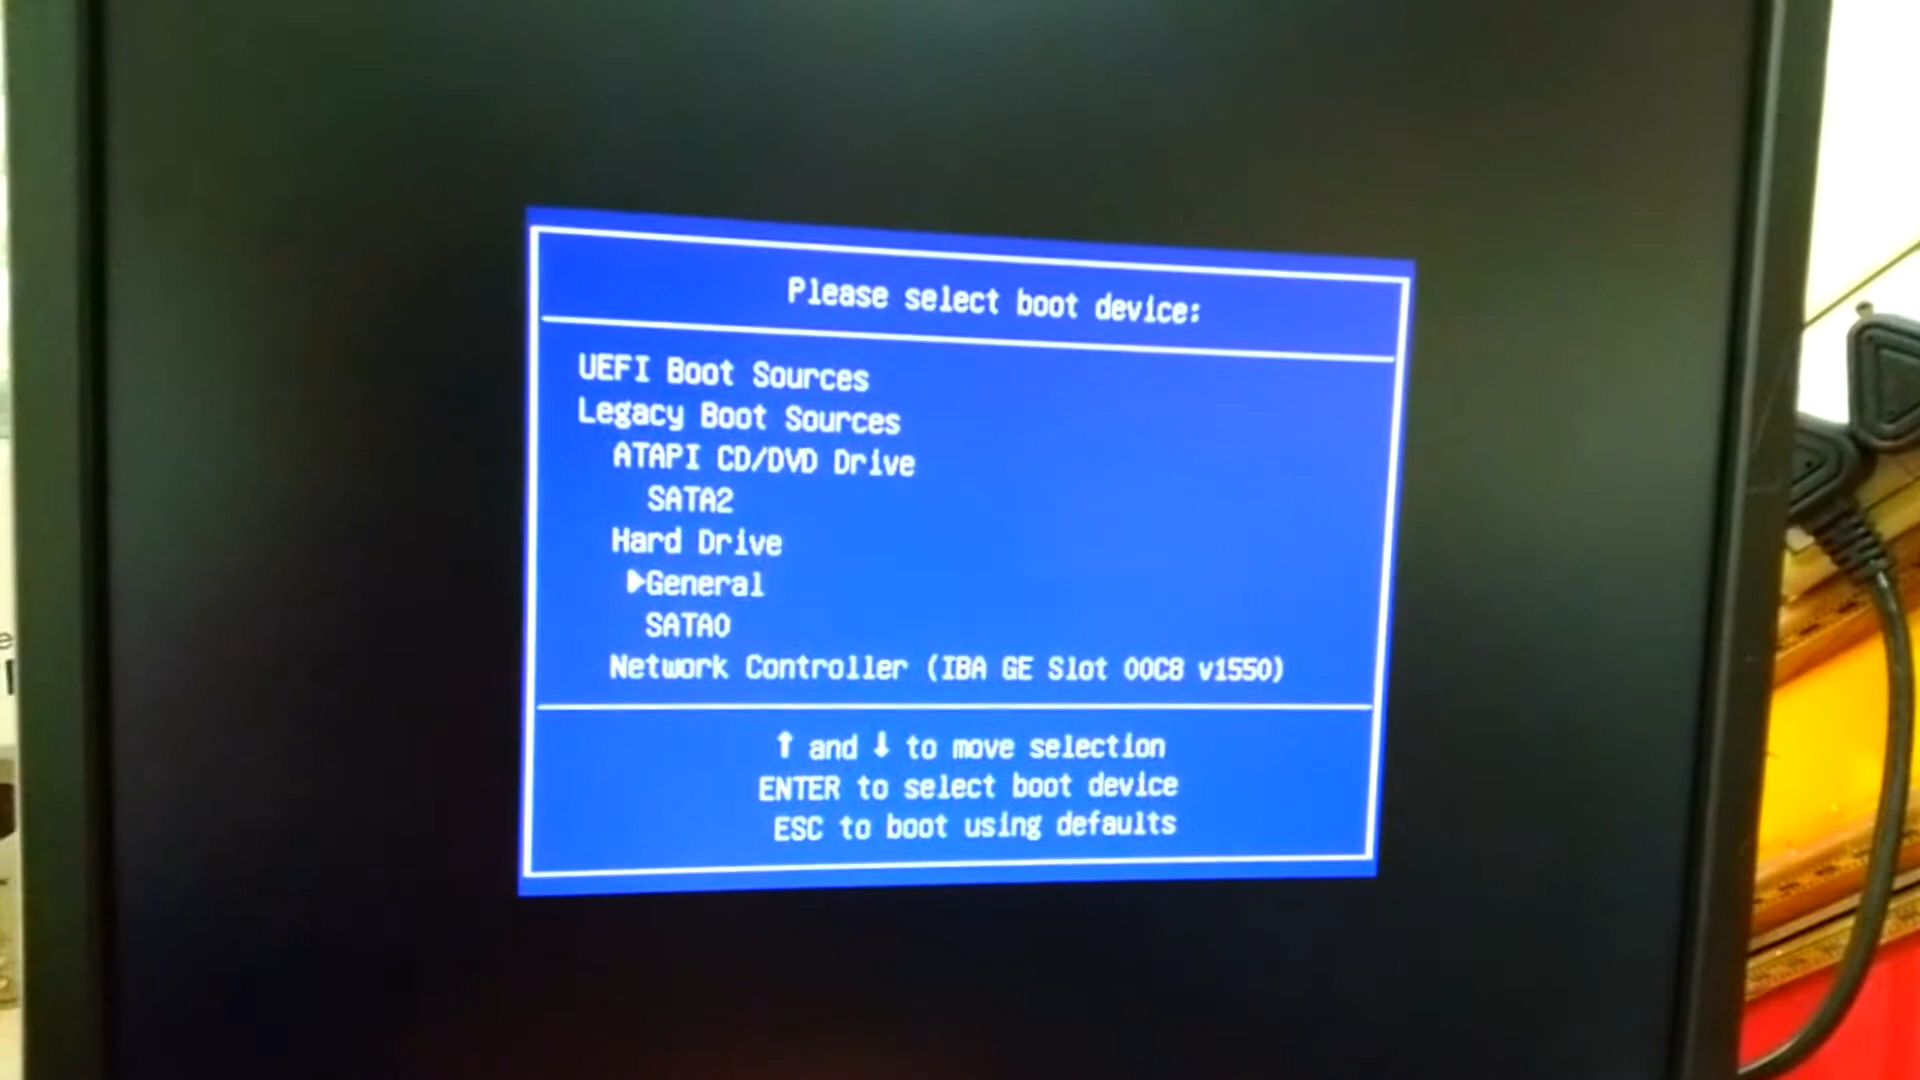 Please select boot device:
UEFI Boot Sources
Legacy Boot Sources
ATAPI CD/DVD Drive
SATA2
Hard Drive
▶General
SATA0
Network Controller (IBA GE Slot 00C8 v1550)
↑ and ↓ to move selection
ENTER to select boot device
ESC to boot using defaults